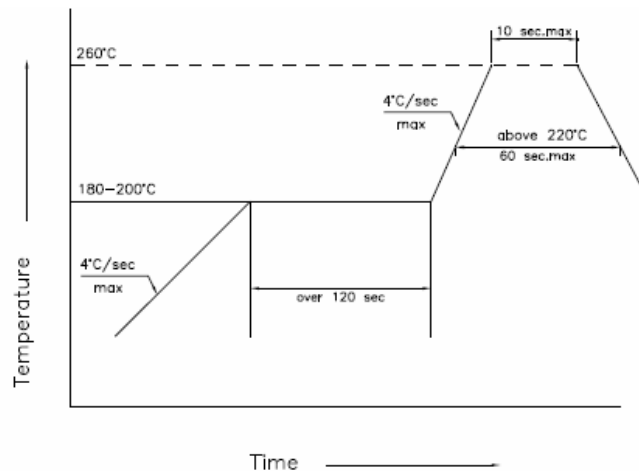 10 sec.max
260°C
4°C/sec
max
above 220°C
60 sec.max
180-200°C
4°C/sec
max
over 120 sec
Temperature
Time